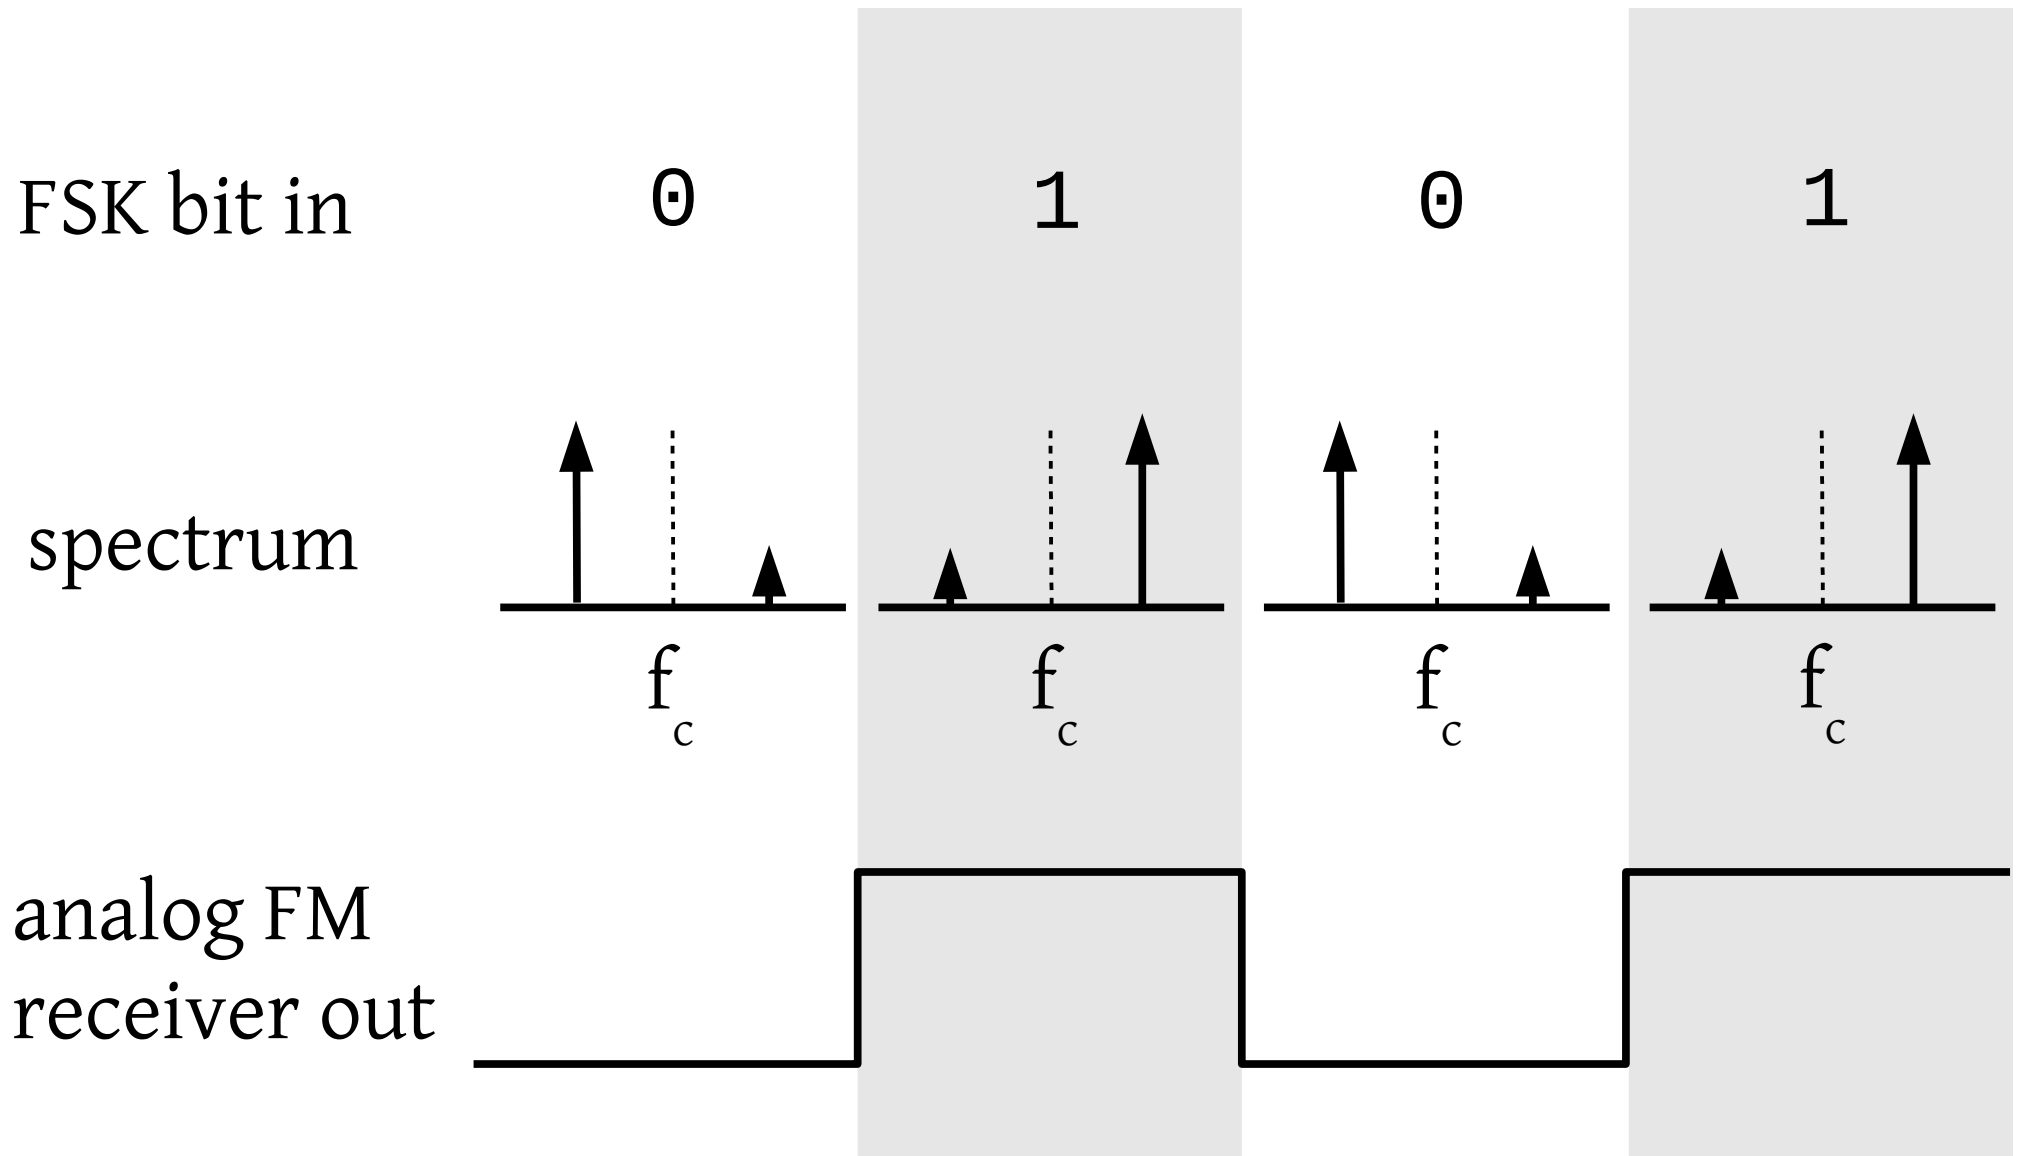 FSK bit in 0 1 0 1
spectrum
fc fc fc fc
analog FM
receiver out